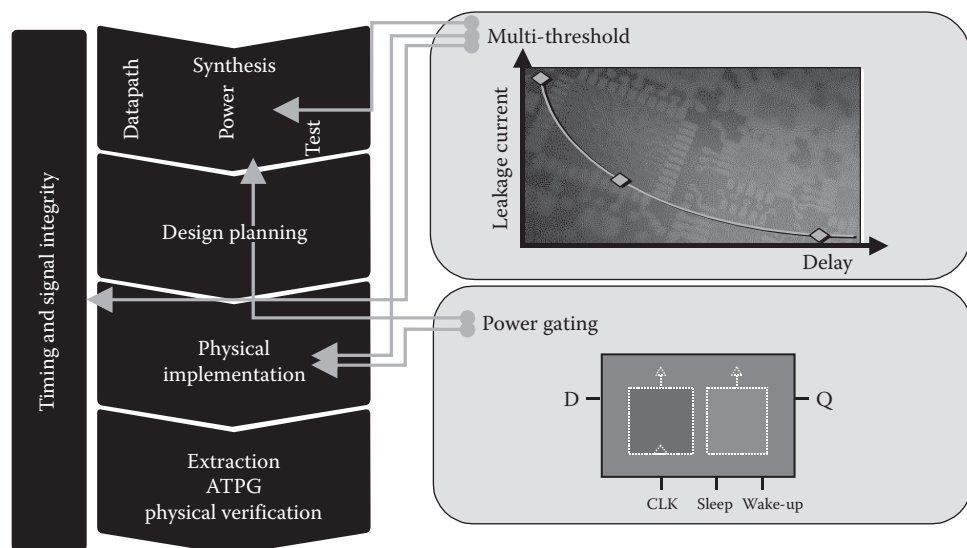 Timing and signal integrity
Synthesis
Datapath
Power
Test
Design planning
Physical
implementation
Extraction
ATPG
physical verification
Multi-threshold
Leakage current
Delay
Power gating
D
Q
CLK
Sleep
Wake-up